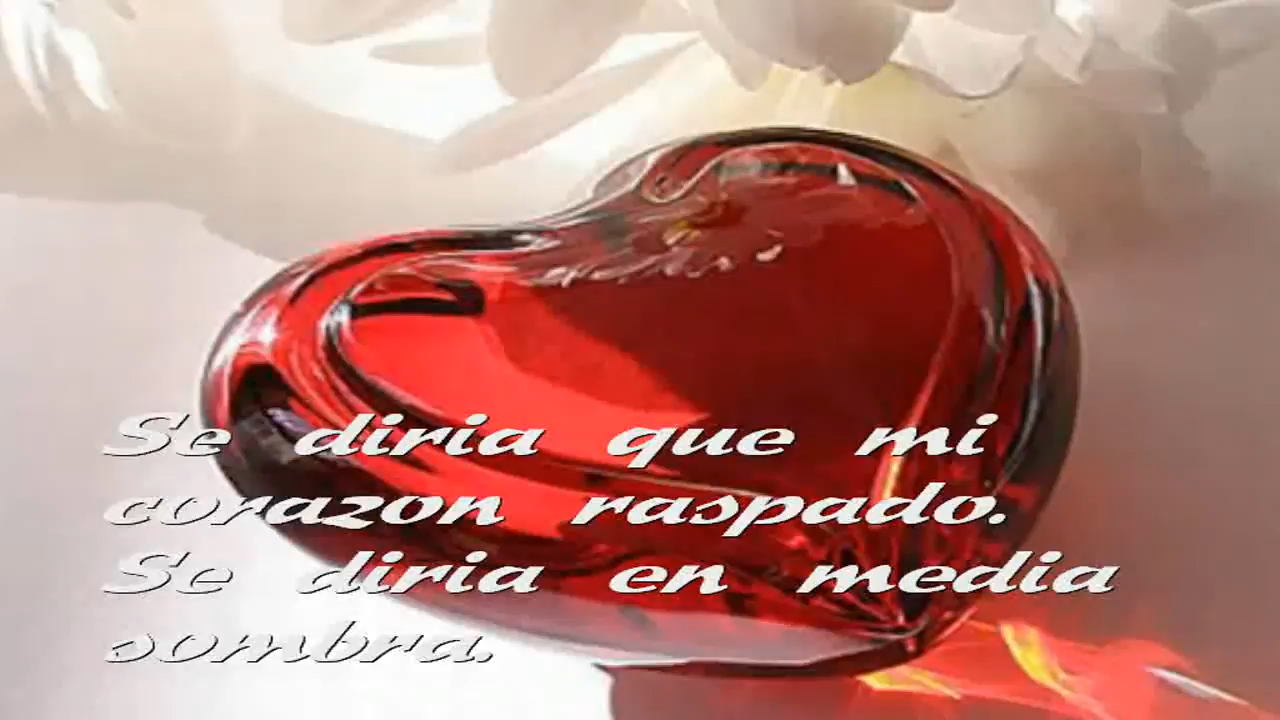 Se diria que mi
corazon raspado.
Se diria en media
sombra.